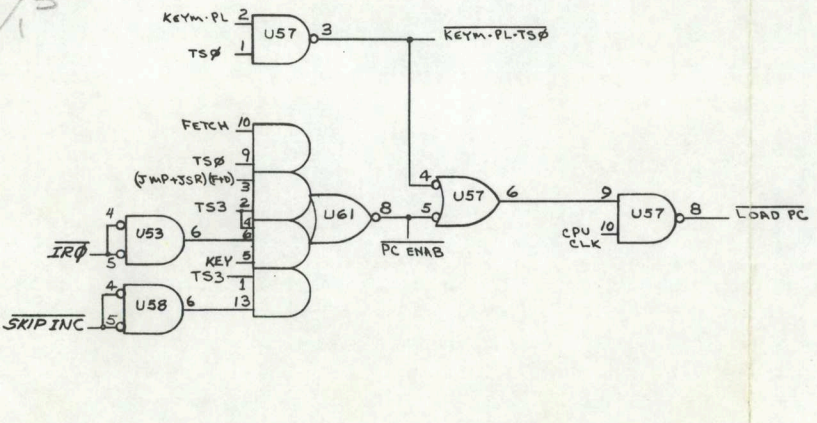 KEYM·PL 2
U57
3
KEYM·PL·TSØ
TSØ 1
FETCH 10
TSØ 9
(JMP+JSR)(F+D)
3
TS3 2
4
6
U61
8
PC ENAB
4
5
U57
6
9
U57
8
LOAD PC
CPU CLK 10
4
U53
6
IRØ
5
KEY 5
TS3
1
4
U58
6
13
SKIP INC
5